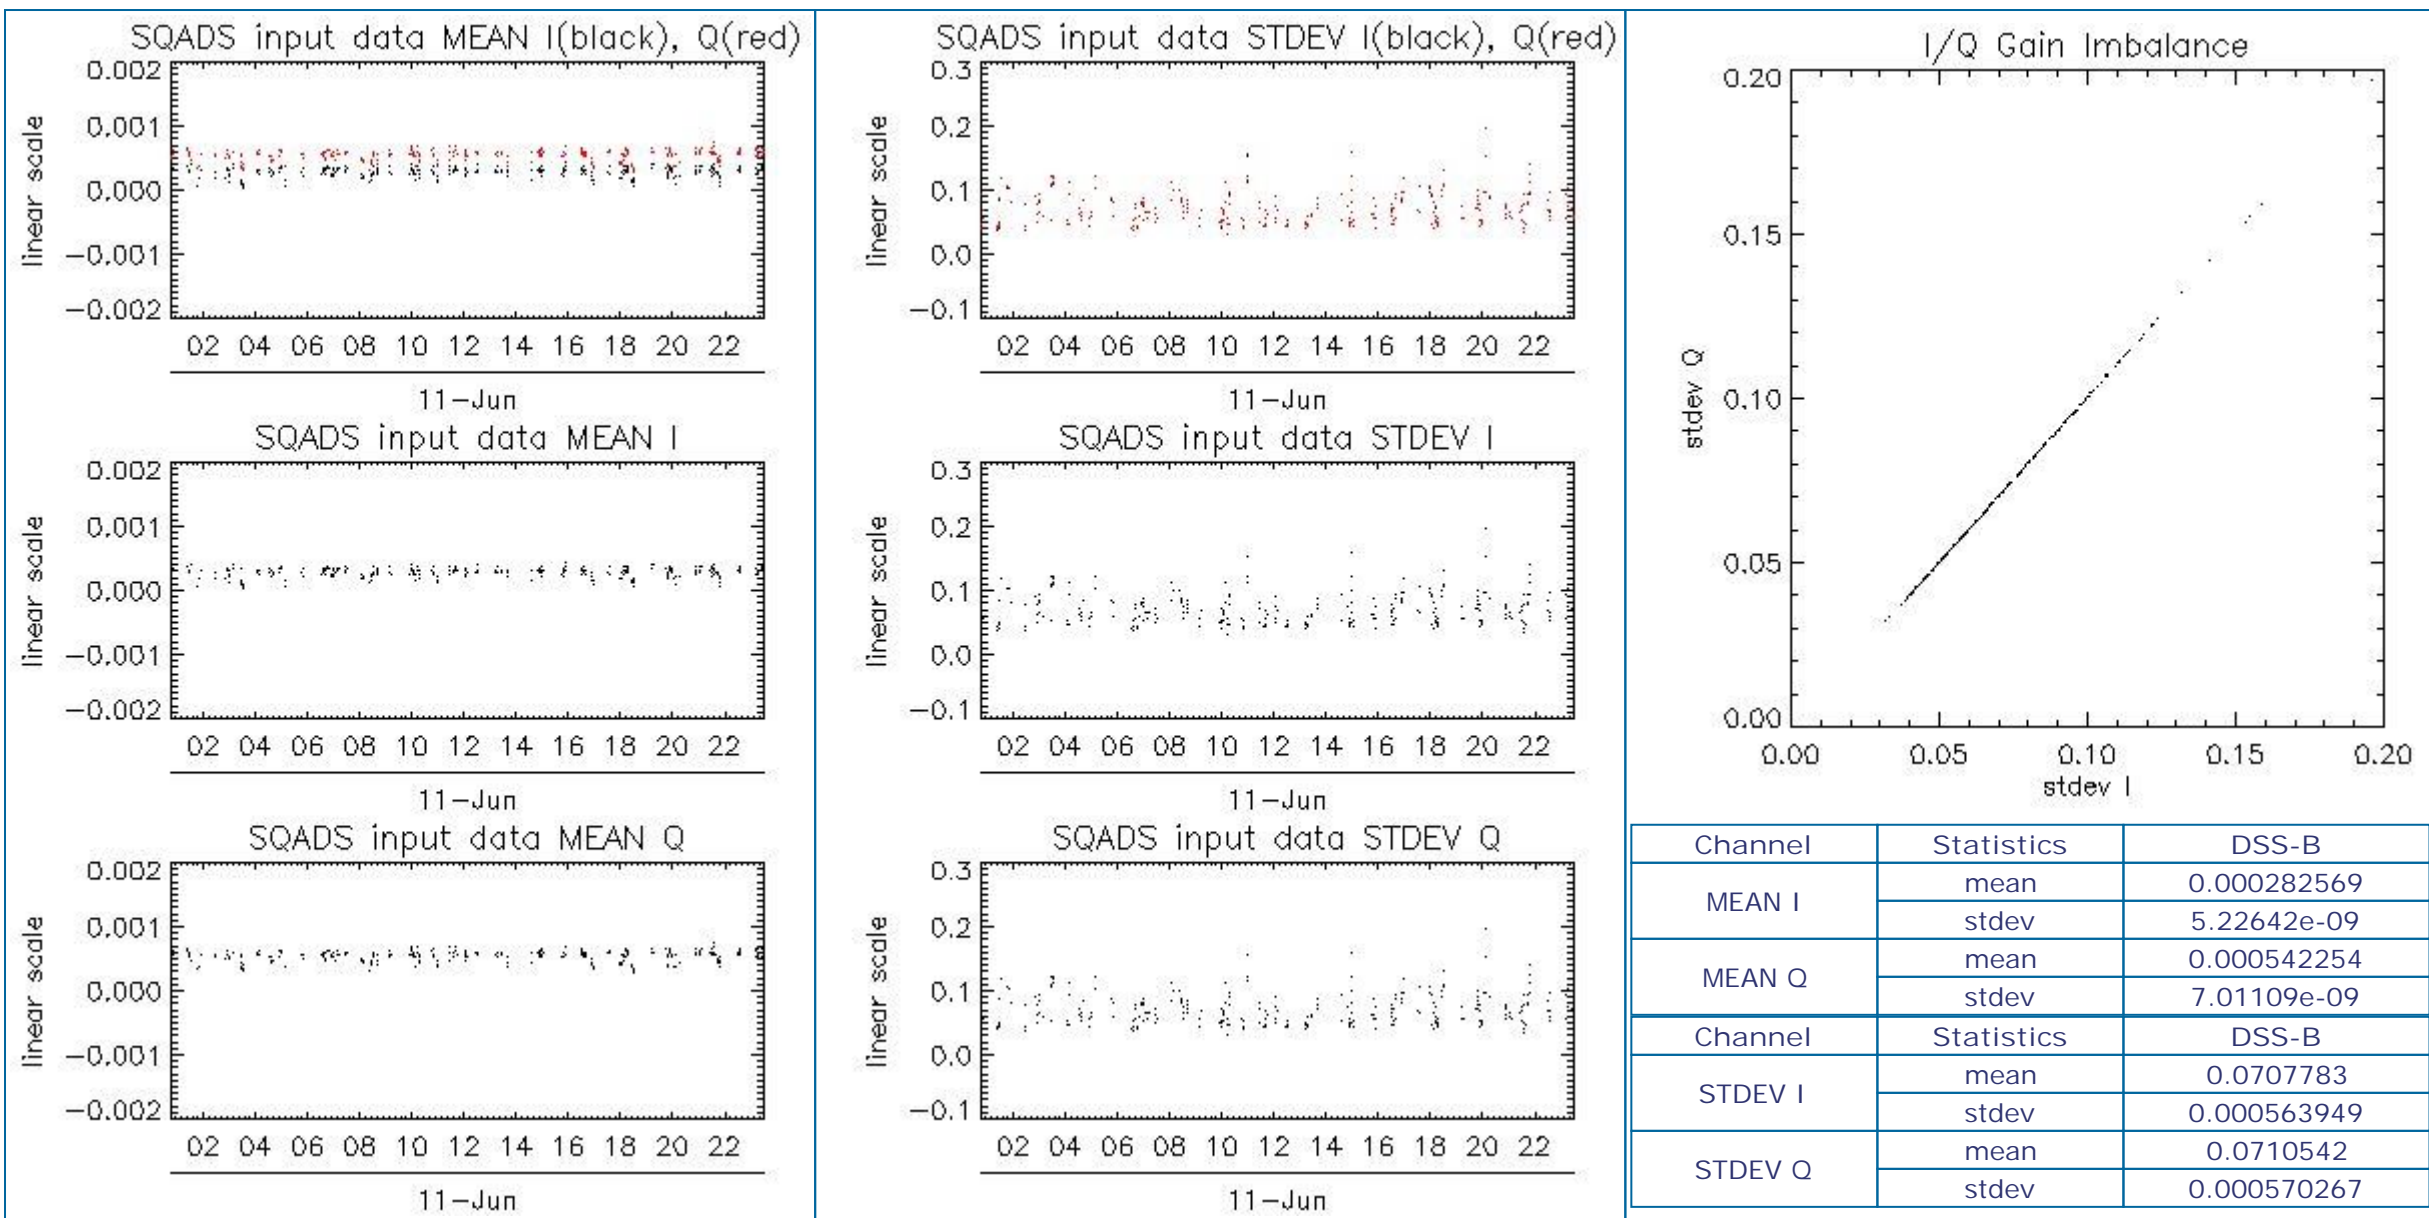 SQADS input data MEAN I(black), Q(red)
0.002
0.001
0.000
−0.001
−0.002
linear scale
02 04 06 08 10 12 14 16 18 20 22
11−Jun
SQADS input data MEAN I
0.002
0.001
0.000
−0.001
−0.002
linear scale
02 04 06 08 10 12 14 16 18 20 22
11−Jun
SQADS input data MEAN Q
0.002
0.001
0.000
−0.001
−0.002
linear scale
02 04 06 08 10 12 14 16 18 20 22
11−Jun
SQADS input data STDEV I(black), Q(red)
0.3
0.2
0.1
0.0
−0.1
linear scale
02 04 06 08 10 12 14 16 18 20 22
11−Jun
SQADS input data STDEV I
0.3
0.2
0.1
0.0
−0.1
linear scale
02 04 06 08 10 12 14 16 18 20 22
11−Jun
SQADS input data STDEV Q
0.3
0.2
0.1
0.0
−0.1
linear scale
02 04 06 08 10 12 14 16 18 20 22
11−Jun
I/Q Gain Imbalance
0.20
0.15
0.10
0.05
0.00
stdev Q
0.00 0.05 0.10 0.15 0.20
stdev I
Channel Statistics DSS-B
MEAN I mean 0.000282569
stdev 5.22642e-09
MEAN Q mean 0.000542254
stdev 7.01109e-09
Channel Statistics DSS-B
STDEV I mean 0.0707783
stdev 0.000563949
STDEV Q mean 0.0710542
stdev 0.000570267